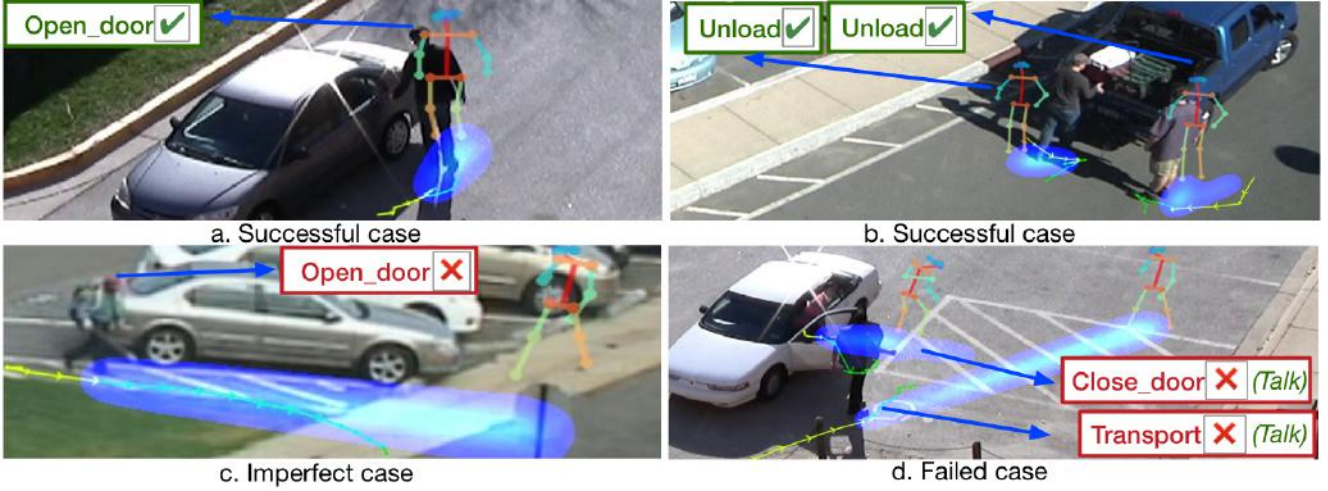 Open_door ✔
Unload ✔ Unload ✔
a. Successful case
b. Successful case
Open_door ✕
Close_door ✕ (Talk)
Transport ✕ (Talk)
c. Imperfect case
d. Failed case